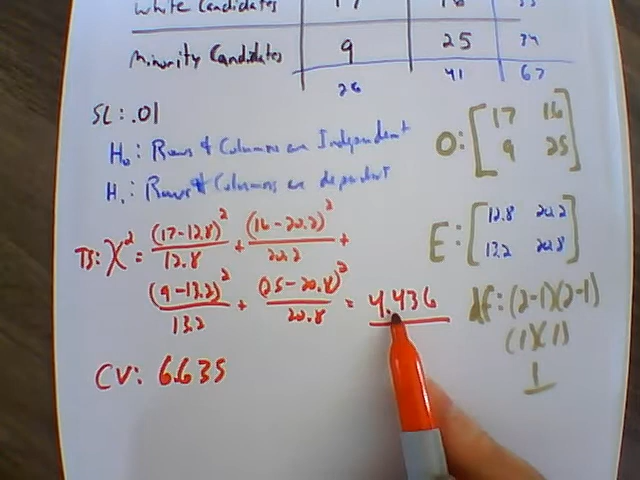 White Candidates 17 16 33
Minority Candidates 9 25 34
26 41 67
SL: .01
H₀: Rows & Columns are Independent
H₁: Rows & Columns are dependent
O: [17 16
9 25]
E: [12.8 20.2
13.2 20.8]
TS: χ² = (17-12.8)²/12.8 + (16-20.2)²/20.2 +
(9-13.2)²/13.2 + (25-20.8)²/20.8 = 4.436
df: (2-1)(2-1)
(1)(1)
1
CV: 6.635